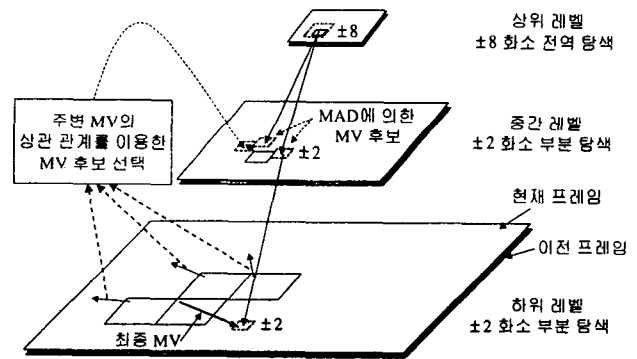 ±8
상위 레벨
±8 화소 전역 탐색
주변 MV의
상관 관계를 이용한
MV 후보 선택
MAD에 의한
MV 후보
±2
중간 레벨
±2 화소 부분 탐색
현재 프레임
이전 프레임
최종 MV
±2
하위 레벨
±2 화소 부분 탐색